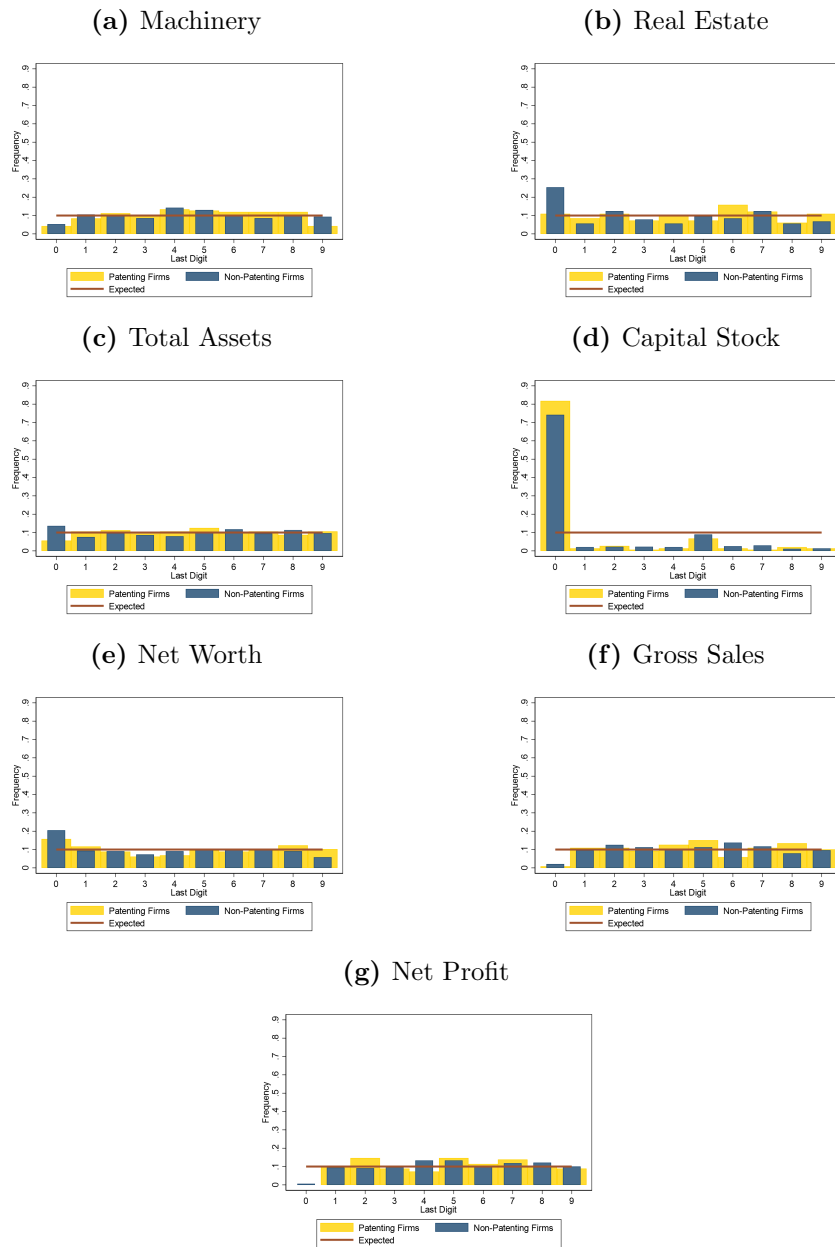 (a) Machinery
Frequency
0 .1 .2 .3 .4 .5 .6 .7 .8 .9
0 1 2 3 4 5 6 7 8 9
Last Digit
Patenting Firms Non-Patenting Firms
Expected
(b) Real Estate
Frequency
0 .1 .2 .3 .4 .5 .6 .7 .8 .9
0 1 2 3 4 5 6 7 8 9
Last Digit
Patenting Firms Non-Patenting Firms
Expected
(c) Total Assets
Frequency
0 .1 .2 .3 .4 .5 .6 .7 .8 .9
0 1 2 3 4 5 6 7 8 9
Last Digit
Patenting Firms Non-Patenting Firms
Expected
(d) Capital Stock
Frequency
0 .1 .2 .3 .4 .5 .6 .7 .8 .9
0 1 2 3 4 5 6 7 8 9
Last Digit
Patenting Firms Non-Patenting Firms
Expected
(e) Net Worth
Frequency
0 .1 .2 .3 .4 .5 .6 .7 .8 .9
0 1 2 3 4 5 6 7 8 9
Last Digit
Patenting Firms Non-Patenting Firms
Expected
(f) Gross Sales
Frequency
0 .1 .2 .3 .4 .5 .6 .7 .8 .9
0 1 2 3 4 5 6 7 8 9
Last Digit
Patenting Firms Non-Patenting Firms
Expected
(g) Net Profit
Frequency
0 .1 .2 .3 .4 .5 .6 .7 .8 .9
0 1 2 3 4 5 6 7 8 9
Last Digit
Patenting Firms Non-Patenting Firms
Expected